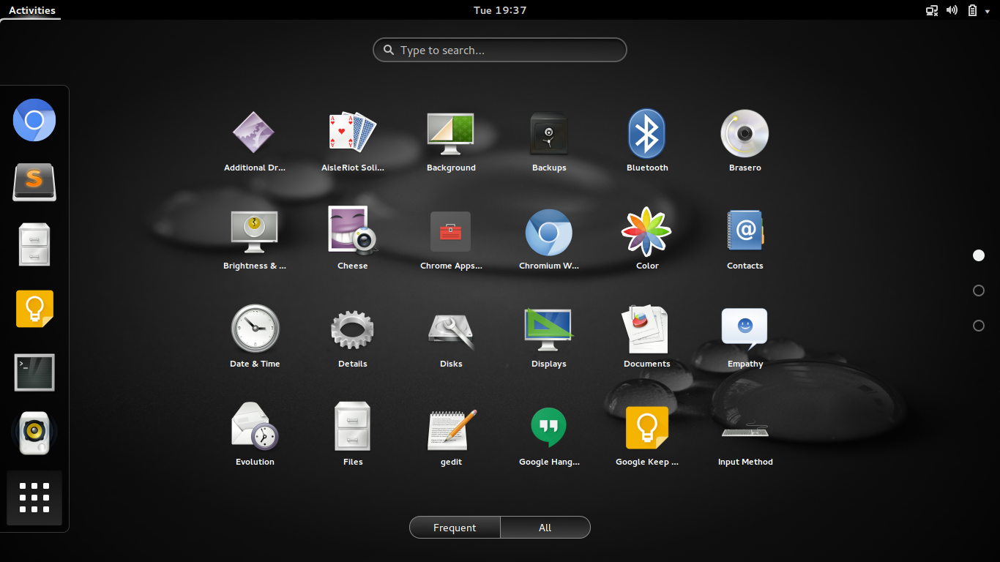 Activities
Tue 19:37
Type to search...
Additional Dr...
AisleRiot Soli...
Background
Backups
Bluetooth
Brasero
Brightness & ...
Cheese
Chrome Apps...
Chromium W...
Color
Contacts
Date & Time
Details
Disks
Displays
Documents
Empathy
Evolution
Files
gedit
Google Hang...
Google Keep ...
Input Method
Frequent
All